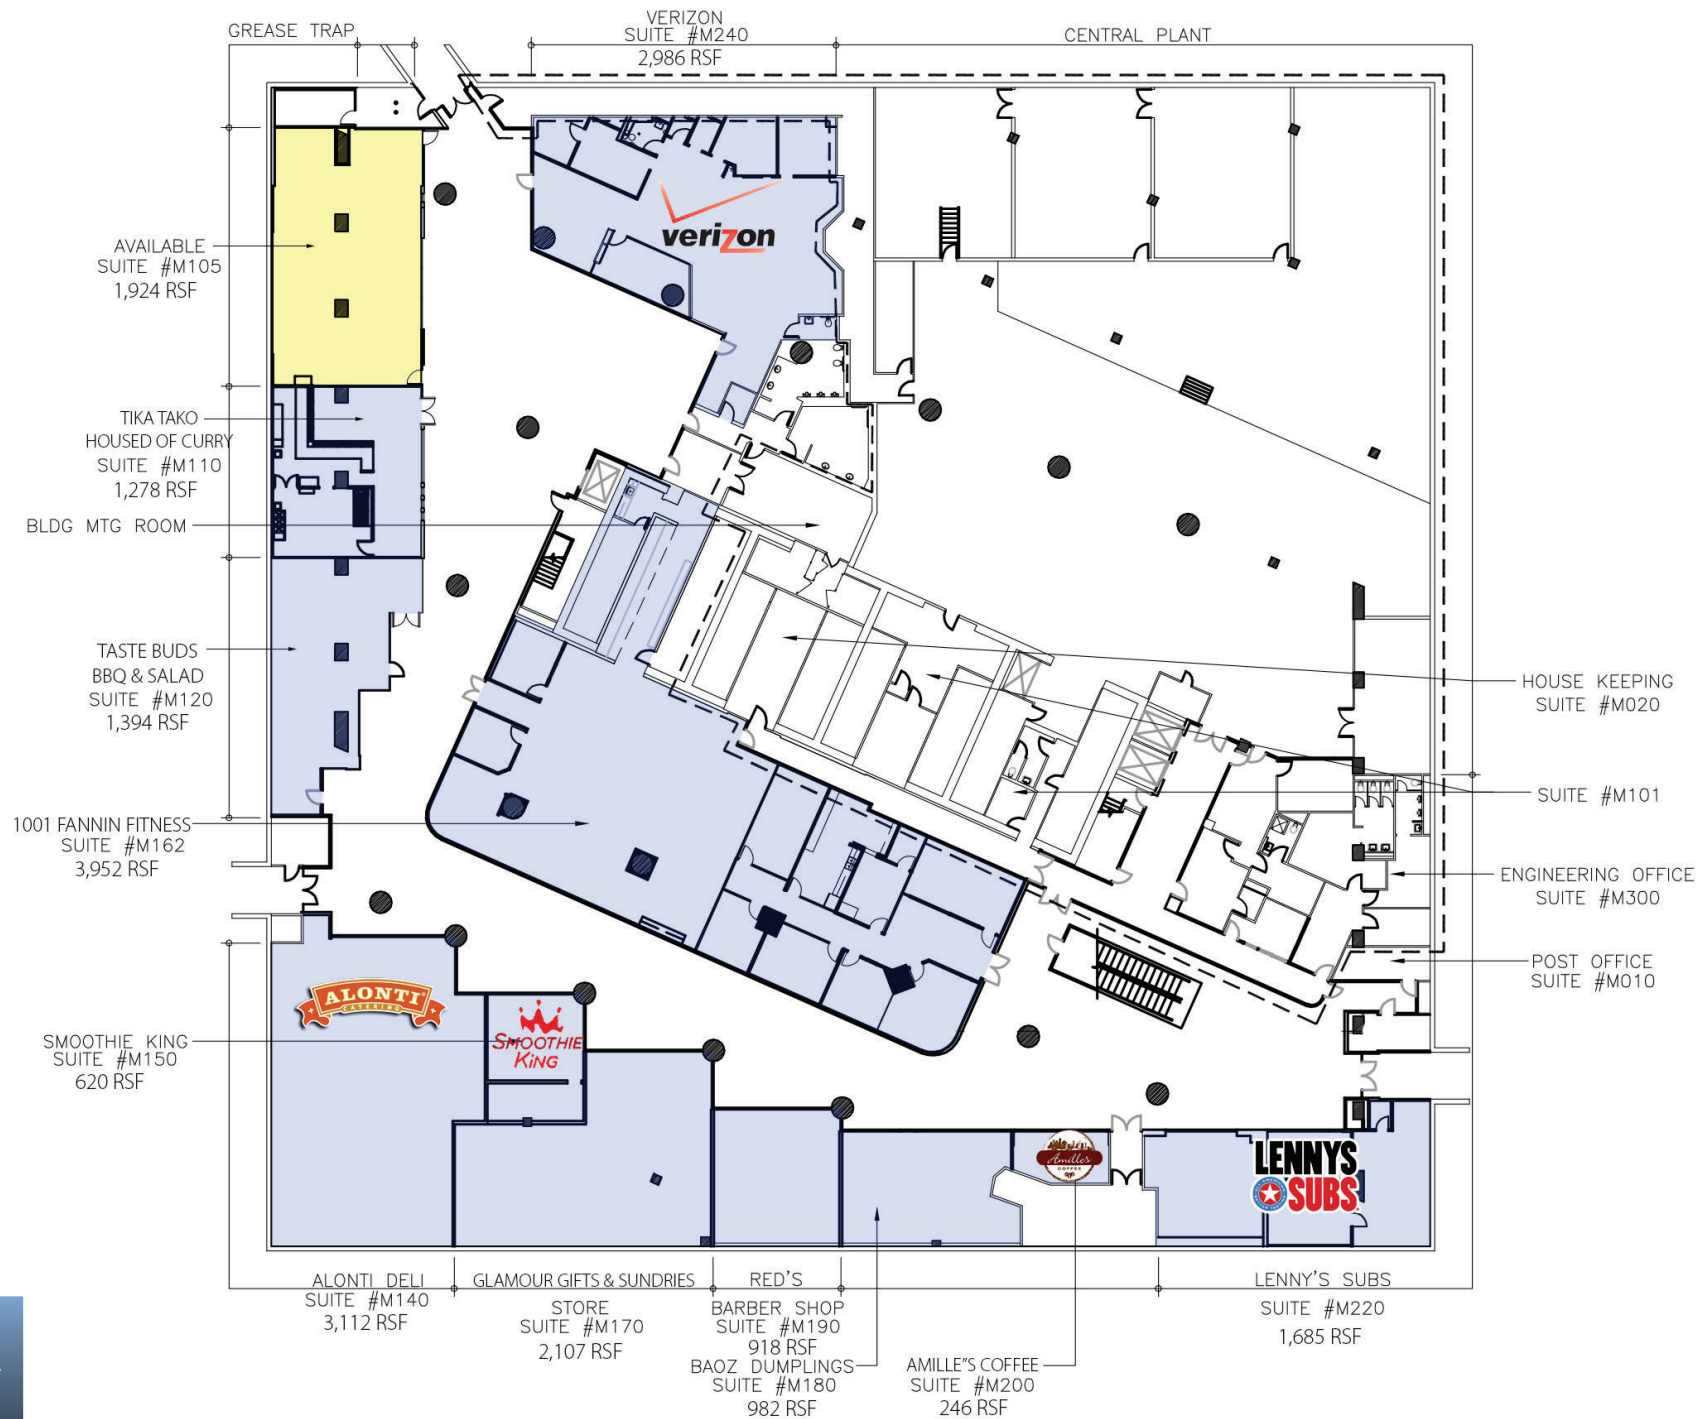 GREASE TRAP
VERIZON
SUITE #M240
2,986 RSF
CENTRAL PLANT
verizon
AVAILABLE
SUITE #M105
1,924 RSF
TIKA TAKO
HOUSED OF CURRY
SUITE #M110
1,278 RSF
BLDG MTG ROOM
TASTE BUDS
BBQ & SALAD
SUITE #M120
1,394 RSF
HOUSE KEEPING
SUITE #M020
SUITE #M101
1001 FANNIN FITNESS
SUITE #M162
3,952 RSF
ENGINEERING OFFICE
SUITE #M300
POST OFFICE
SUITE #M010
ALONTI
CATERING
SMOOTHIE KING
SUITE #M150
620 RSF
SMOOTHIE
KING
Amille's
COFFEE
LENNYS
SUBS
ALONTI DELI
SUITE #M140
3,112 RSF
GLAMOUR GIFTS & SUNDRIES
STORE
SUITE #M170
2,107 RSF
RED'S
BARBER SHOP
SUITE #M190
918 RSF
BAOZ DUMPLINGS
SUITE #M180
982 RSF
AMILLE"S COFFEE
SUITE #M200
246 RSF
LENNY'S SUBS
SUITE #M220
1,685 RSF